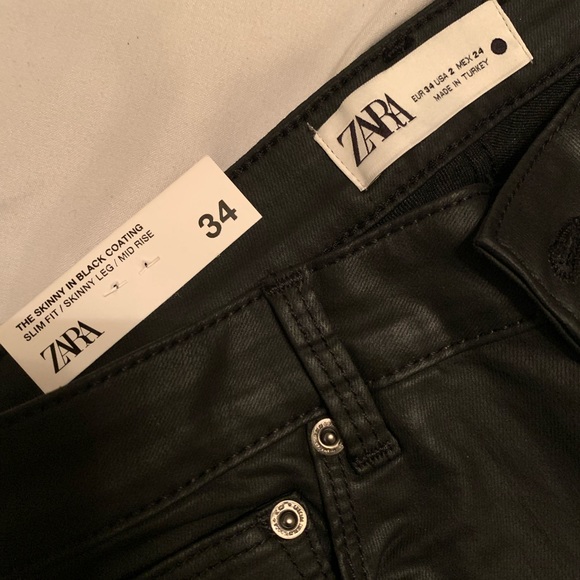 ZARA
EUR 34 USA 2 MEX 24
MADE IN TURKEY
34
THE SKINNY IN BLACK COATING
SLIM FIT / SKINNY LEG / MID RISE
ZARA